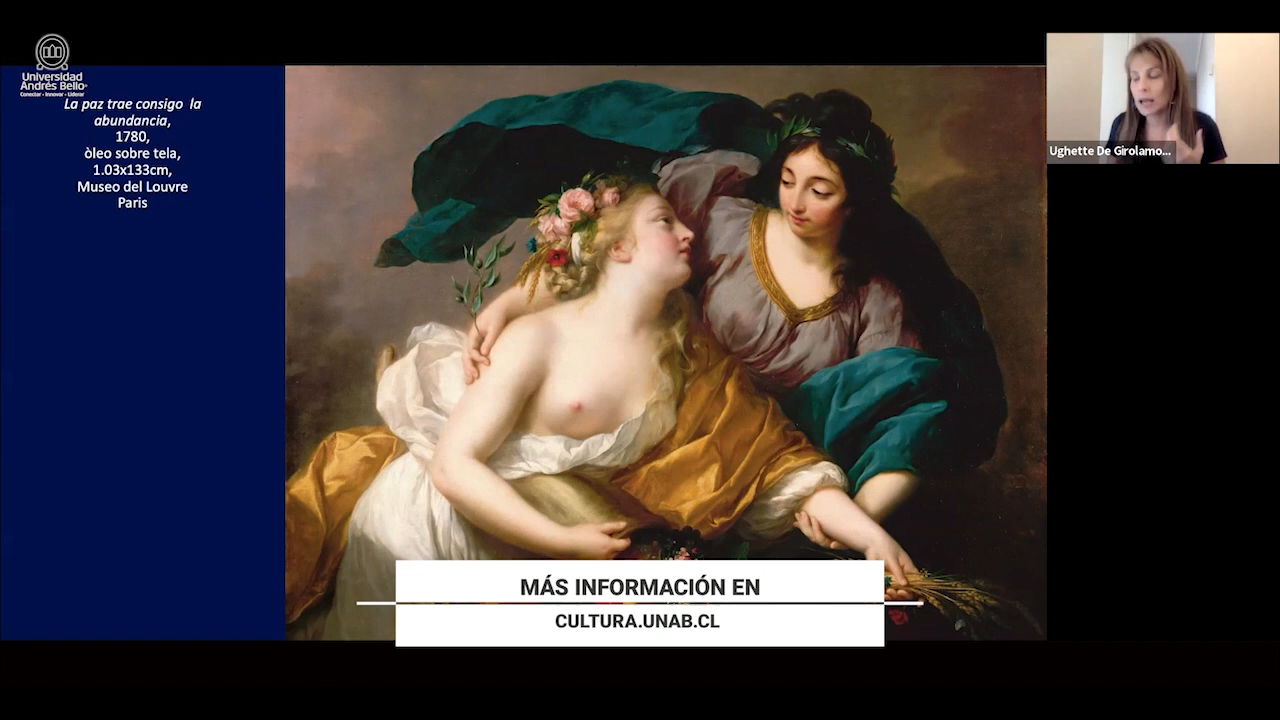 Universidad
Andrés Bello
Conectar • Innovar • Liderar
La paz trae consigo la
abundancia,
1780,
òleo sobre tela,
1.03x133cm,
Museo del Louvre
Paris
Ughette De Girolamo...
MÁS INFORMACIÓN EN
CULTURA.UNAB.CL